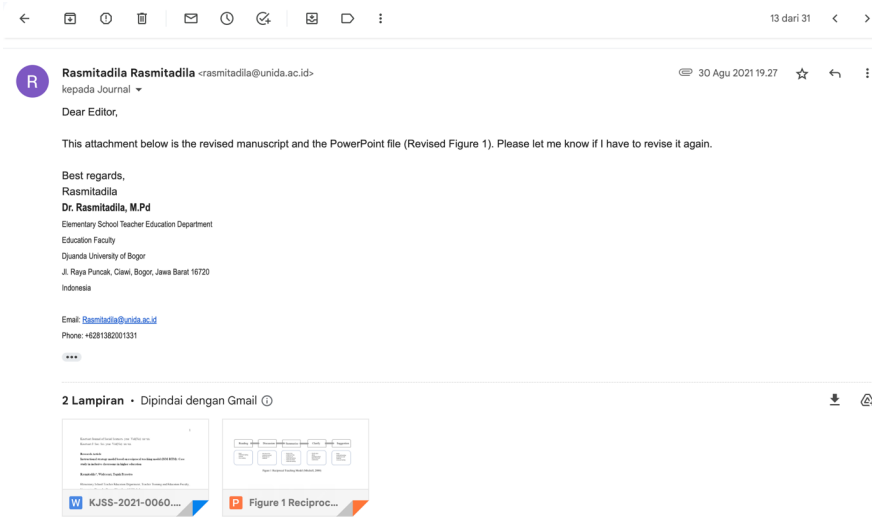 13 dari 31
R
Rasmitadila Rasmitadila <rasmitadila@unida.ac.id>
30 Agu 2021 19.27
kepada Journal
Dear Editor,
This attachment below is the revised manuscript and the PowerPoint file (Revised Figure 1). Please let me know if I have to revise it again.
Best regards,
Rasmitadila
Dr. Rasmitadila, M.Pd
Elementary School Teacher Education Department
Education Faculty
Djuanda University of Bogor
Jl. Raya Puncak, Ciawi, Bogor, Jawa Barat 16720
Indonesia
Email: Rasmitadila@unida.ac.id
Phone: +6281382001331
2 Lampiran • Dipindai dengan Gmail
W KJSS-2021-0060....
P Figure 1 Reciproc...